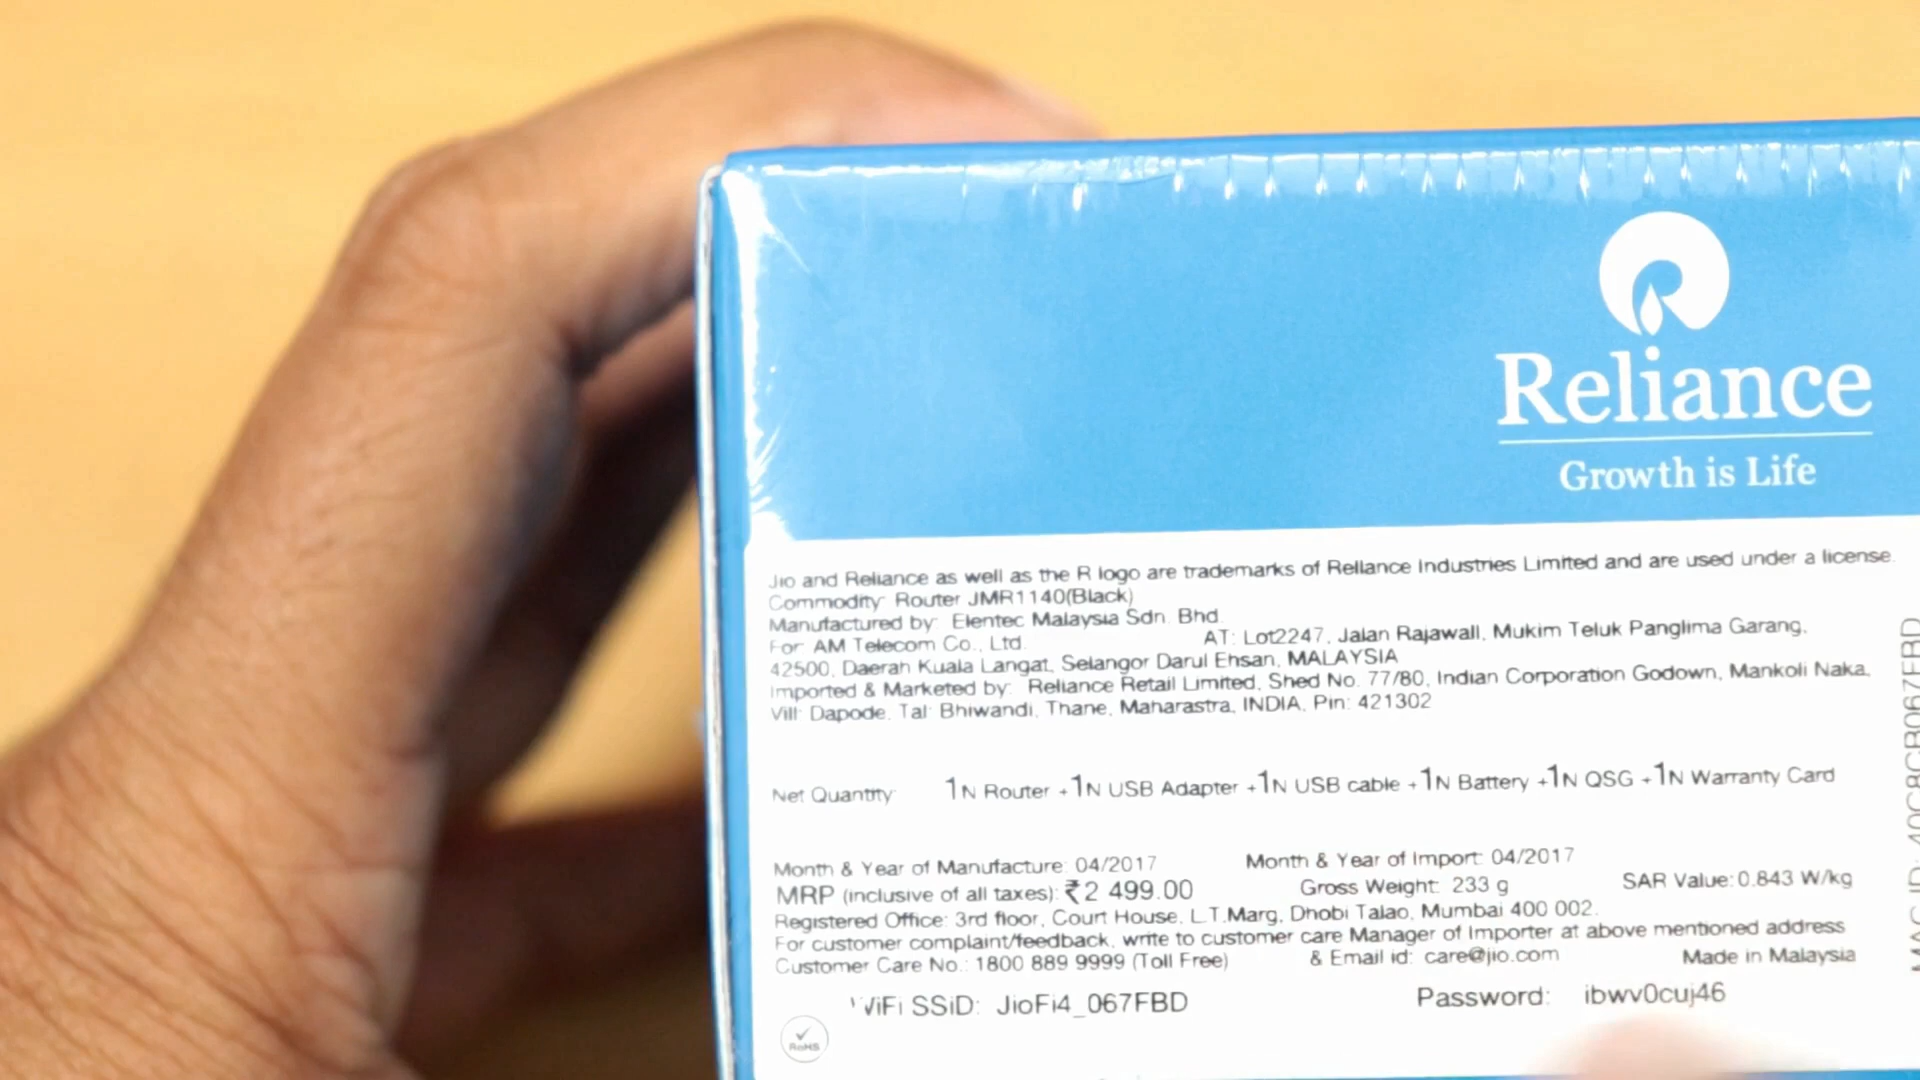 Reliance
Growth is Life
Jio and Reliance as well as the R logo are trademarks of Reliance Industries Limited and are used under a license.
Commodity: Router JMR1140(Black)
Manufactured by: Elentec Malaysia Sdn. Bhd.
For: AM Telecom Co., Ltd. AT: Lot2247, Jalan Rajawall, Mukim Teluk Panglima Garang,
42500, Daerah Kuala Langat, Selangor Darul Ehsan, MALAYSIA
Imported & Marketed by: Reliance Retail Limited, Shed No. 77/80, Indian Corporation Godown, Mankoli Naka,
Vill: Dapode, Tal: Bhiwandi, Thane, Maharastra, INDIA, Pin: 421302
Net Quantity: 1N Router +1N USB Adapter +1N USB cable +1N Battery +1N QSG +1N Warranty Card
Month & Year of Manufacture: 04/2017 Month & Year of Import: 04/2017
MRP (inclusive of all taxes): ₹2 499.00 Gross Weight: 233 g SAR Value: 0.843 W/kg
Registered Office: 3rd floor, Court House, L.T.Marg, Dhobi Talao, Mumbai 400 002.
For customer complaint/feedback, write to customer care Manager of Importer at above mentioned address
Customer Care No.: 1800 889 9999 (Toll Free) & Email id: care@jio.com Made in Malaysia
WiFi SSiD: JioFi4_067FBD Password: ibwv0cuj46
RoHS
MAC ID: 40C8CB067FBD